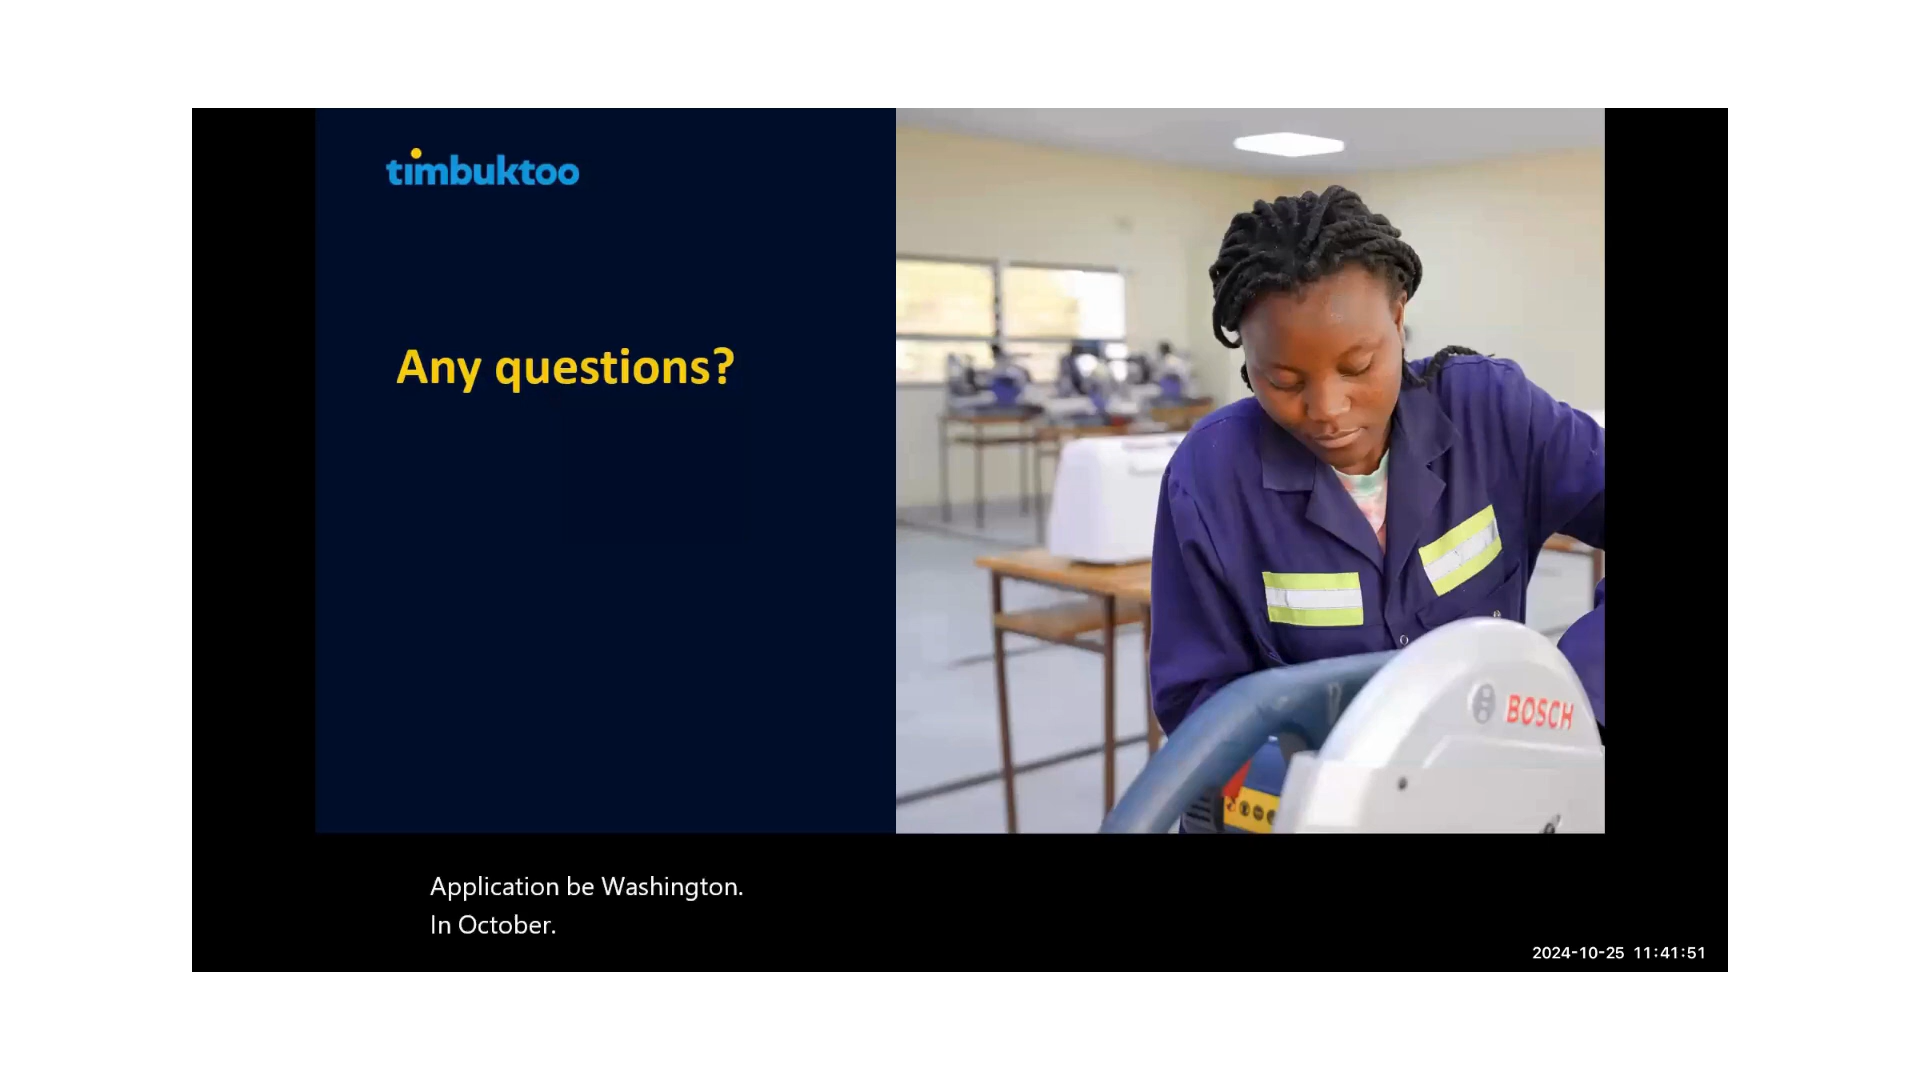 timbuktoo
Any questions?
BOSCH
Application be Washington.
In October.
2024-10-25 11:41:51